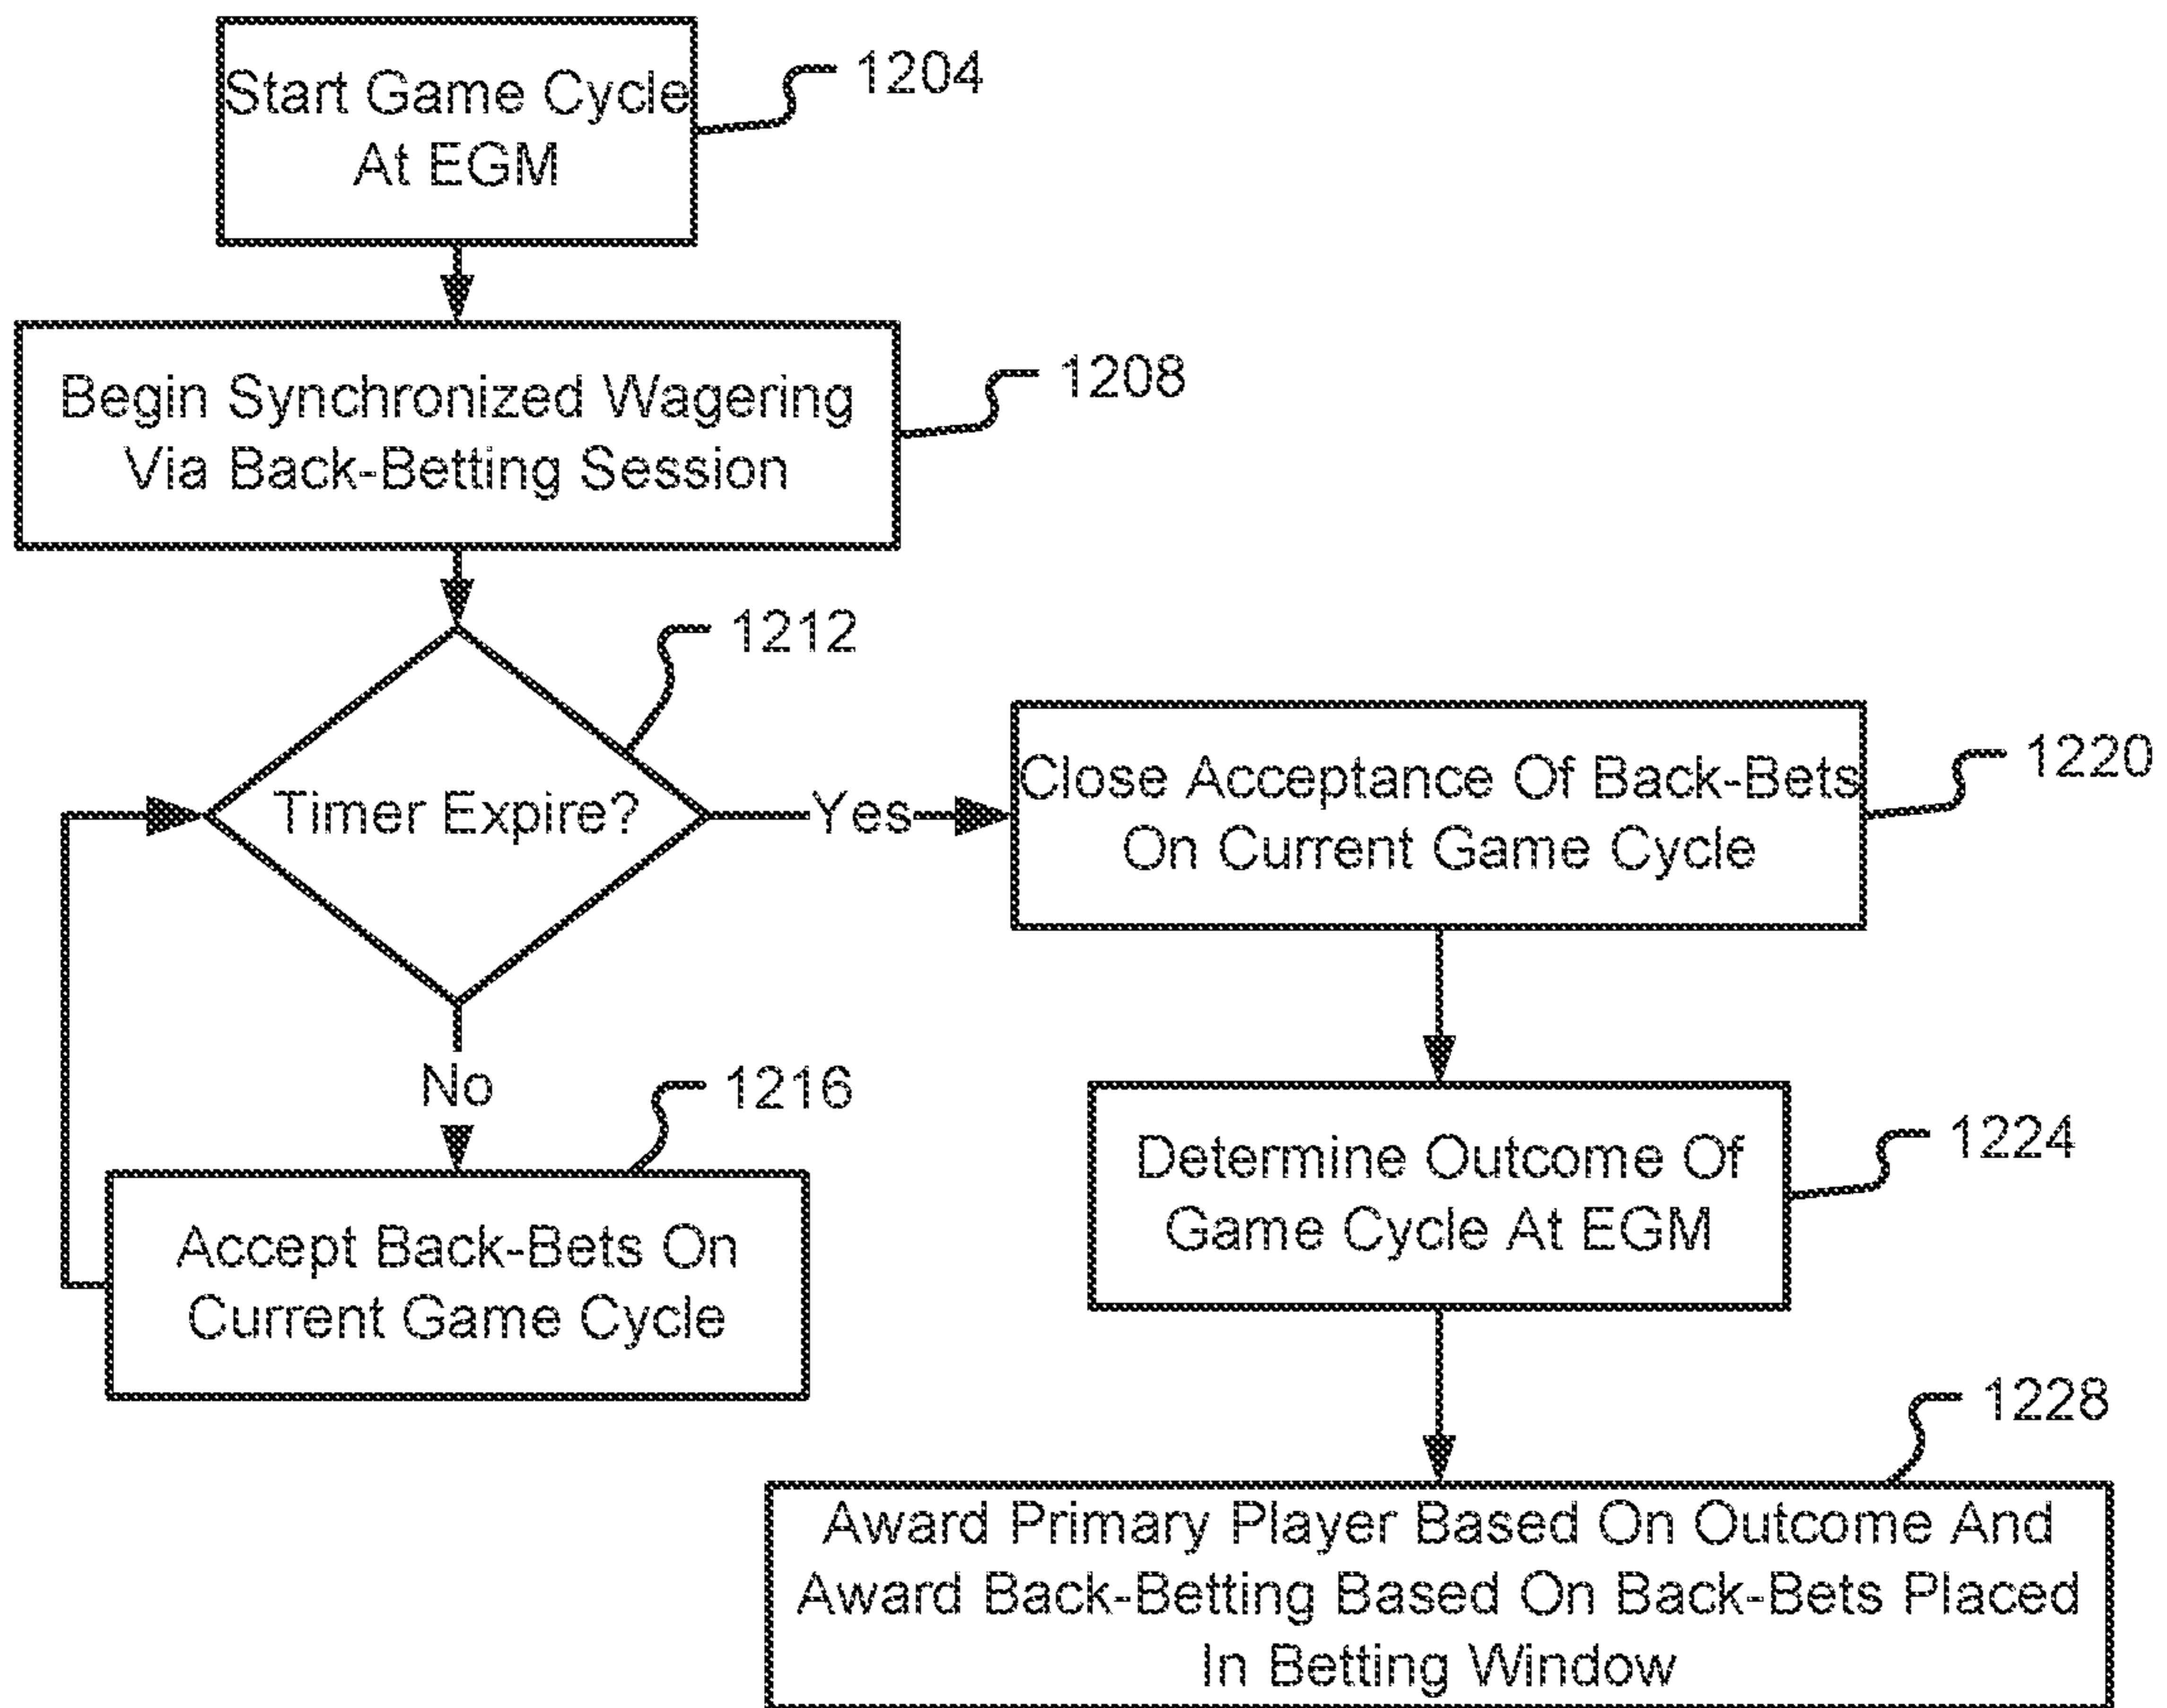 Start Game Cycle
At EGM
1204
Begin Synchronized Wagering
Via Back-Betting Session
1208
Timer Expire?
1212
Yes
No
Close Acceptance Of Back-Bets
On Current Game Cycle
1220
Accept Back-Bets On
Current Game Cycle
1216
Determine Outcome Of
Game Cycle At EGM
1224
Award Primary Player Based On Outcome And
Award Back-Betting Based On Back-Bets Placed
In Betting Window
1228